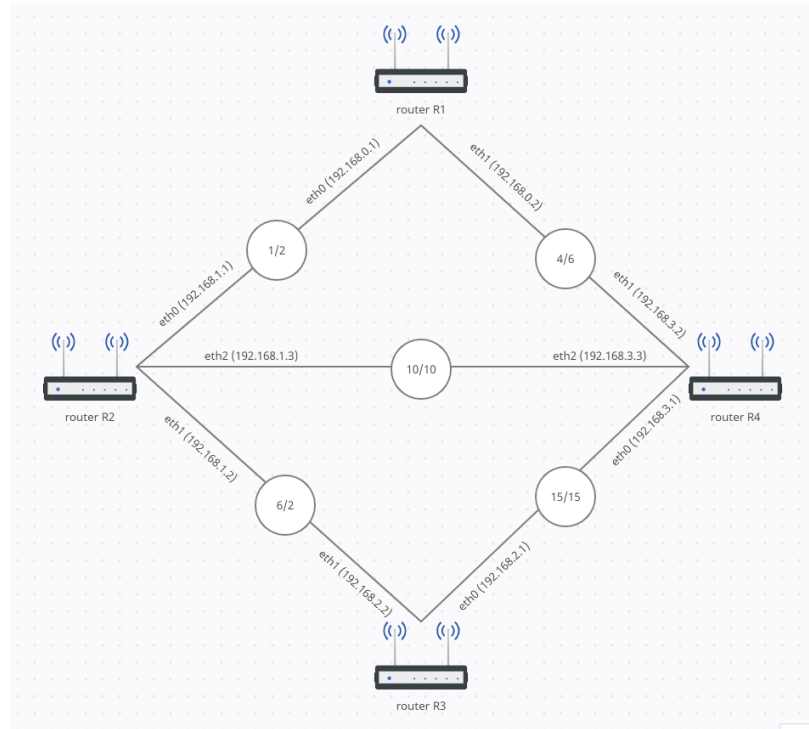 router R1
eth0 (192.168.0.1)
eth1 (192.168.0.2)
1/2
4/6
eth0 (192.168.1.1)
eth1 (192.168.3.2)
eth2 (192.168.1.3)
10/10
eth2 (192.168.3.3)
router R2
router R4
eth1 (192.168.1.2)
eth0 (192.168.3.1)
6/2
15/15
eth1 (192.168.2.2)
eth0 (192.168.2.1)
router R3